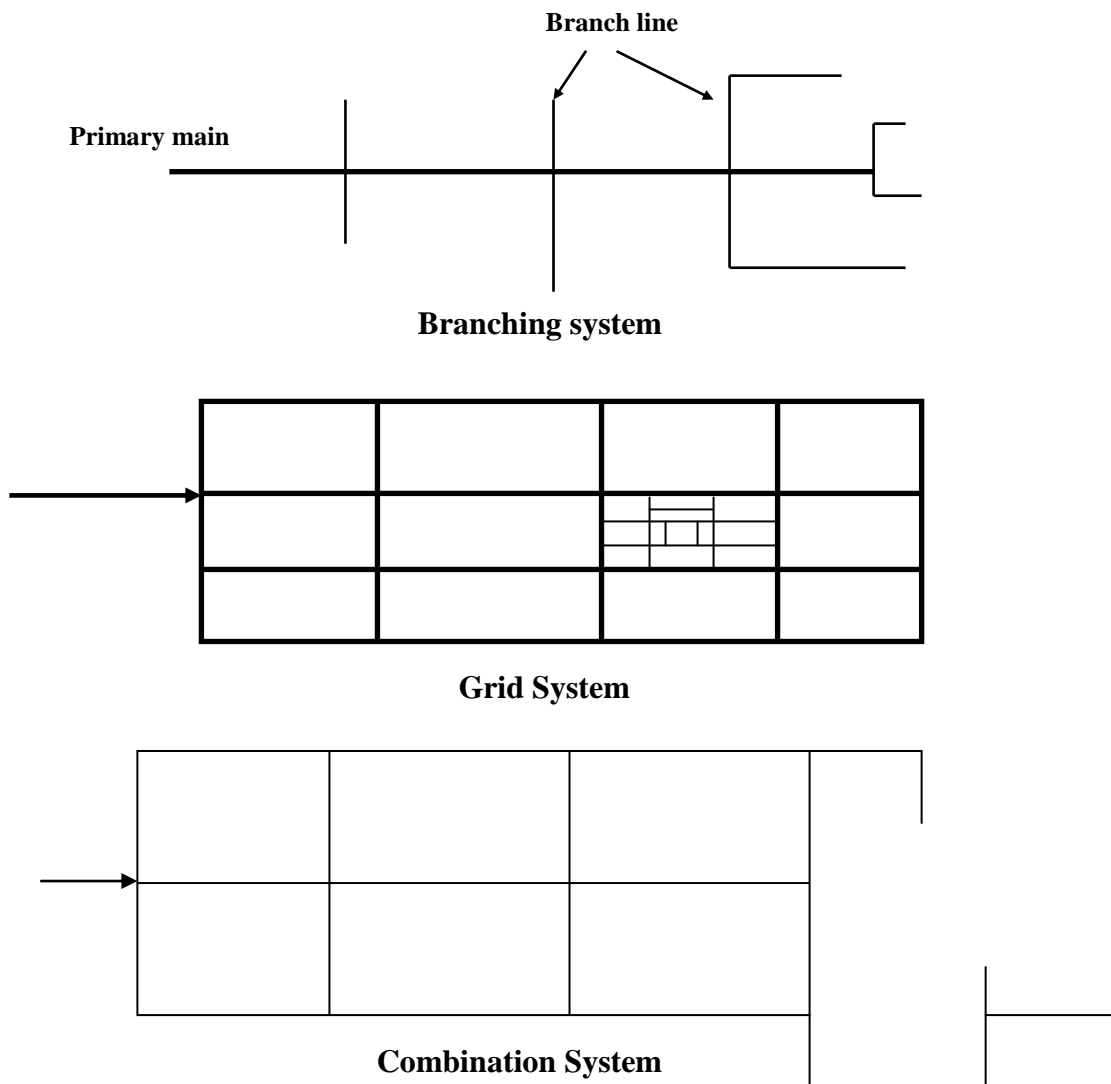 Branch line
Primary main
Branching system
Grid System
Combination System